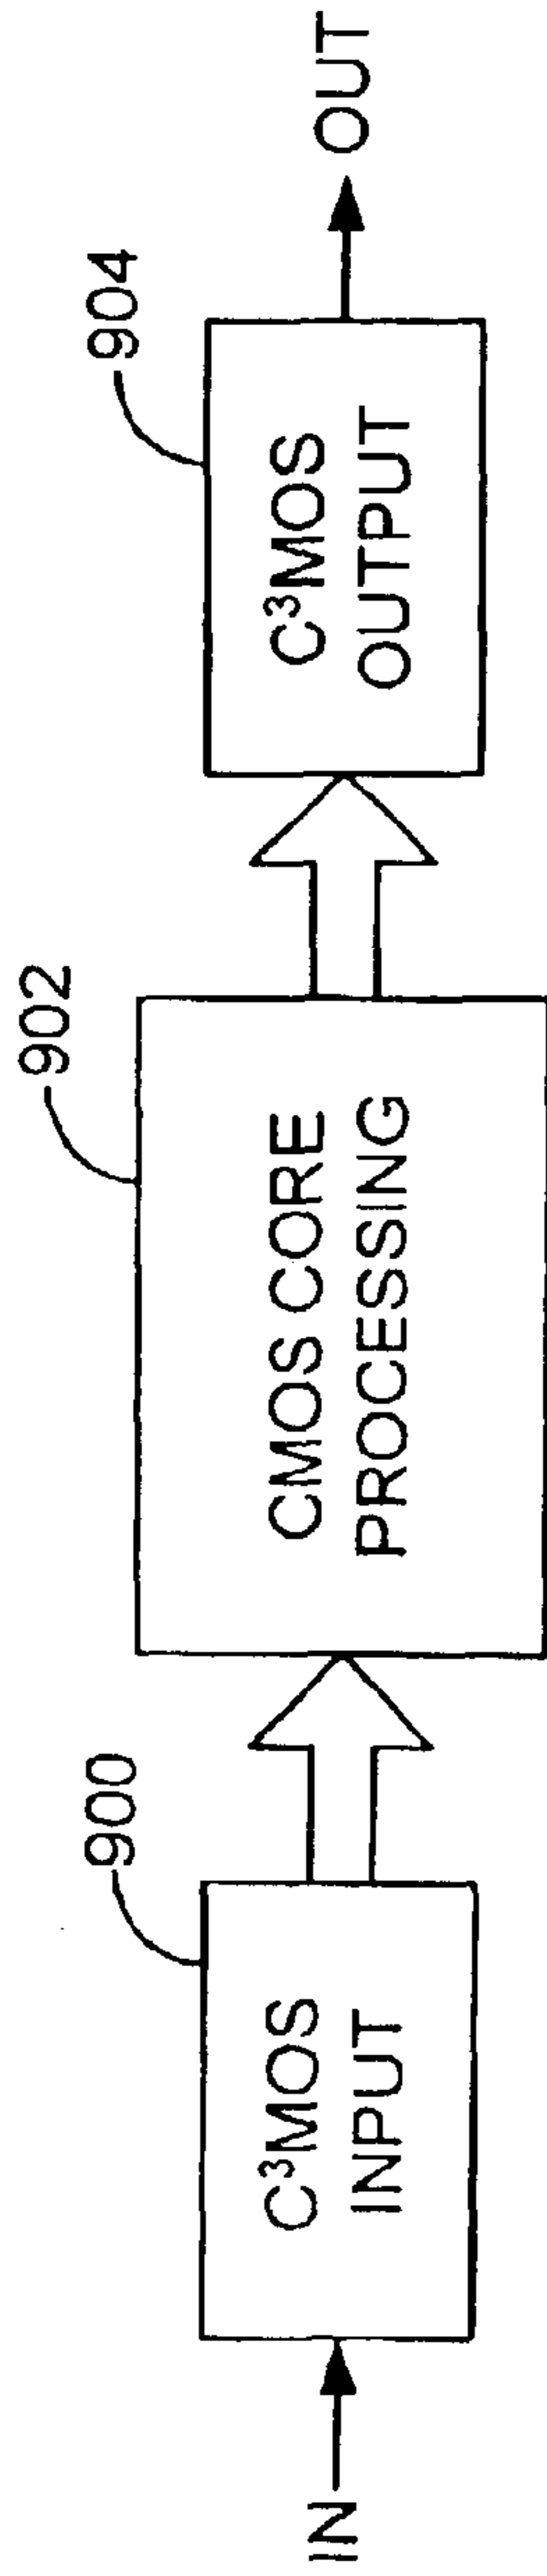 IN
900
C³MOS
INPUT
902
CMOS CORE
PROCESSING
904
C³MOS
OUTPUT
OUT